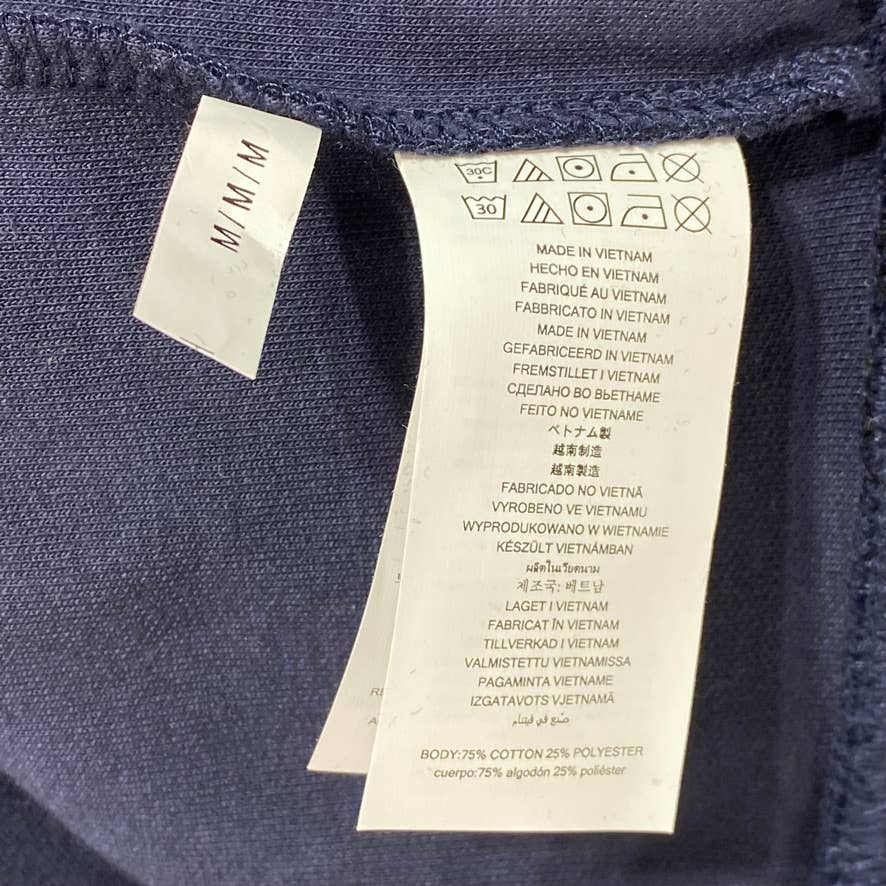 M/M/M
30C
30
MADE IN VIETNAM
HECHO EN VIETNAM
FABRIQUÉ AU VIETNAM
FABBRICATO IN VIETNAM
MADE IN VIETNAM
GEFABRICEERD IN VIETNAM
FREMSTILLET I VIETNAM
СДЕЛАНО ВО ВЬЕТНАМЕ
FEITO NO VIETNAME
ベトナム製
越南制造
越南製造
FABRICADO NO VIETNÃ
VYROBENO VE VIETNAMU
WYPRODUKOWANO W WIETNAMIE
KÉSZÜLT VIETNÁMBAN
ผลิตในเวียดนาม
제조국: 베트남
LAGET I VIETNAM
FABRICAT ÎN VIETNAM
TILLVERKAD I VIETNAM
VALMISTETTU VIETNAMISSA
PAGAMINTA VIETNAME
IZGATAVOTS VJETNAMĀ
صنع في فيتنام
BODY:75% COTTON 25% POLYESTER
cuerpo:75% algodón 25% poliéster